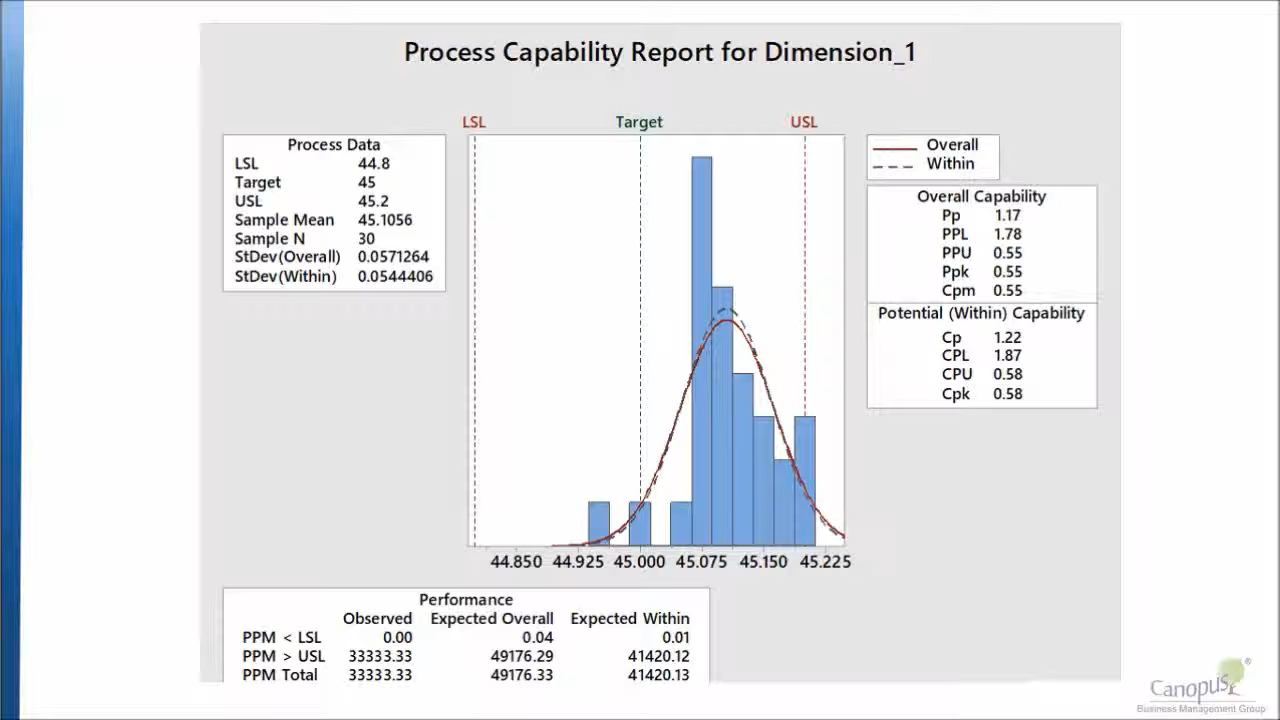 Process Capability Report for Dimension_1
LSL Target USL
Process Data
LSL 44.8
Target 45
USL 45.2
Sample Mean 45.1056
Sample N 30
StDev(Overall) 0.0571264
StDev(Within) 0.0544406
Overall
Within
Overall Capability
Pp 1.17
PPL 1.78
PPU 0.55
Ppk 0.55
Cpm 0.55
Potential (Within) Capability
Cp 1.22
CPL 1.87
CPU 0.58
Cpk 0.58
44.850 44.925 45.000 45.075 45.150 45.225
Performance
Observed Expected Overall Expected Within
PPM < LSL 0.00 0.04 0.01
PPM > USL 33333.33 49176.29 41420.12
PPM Total 33333.33 49176.33 41420.13
Canopus®
Business Management Group